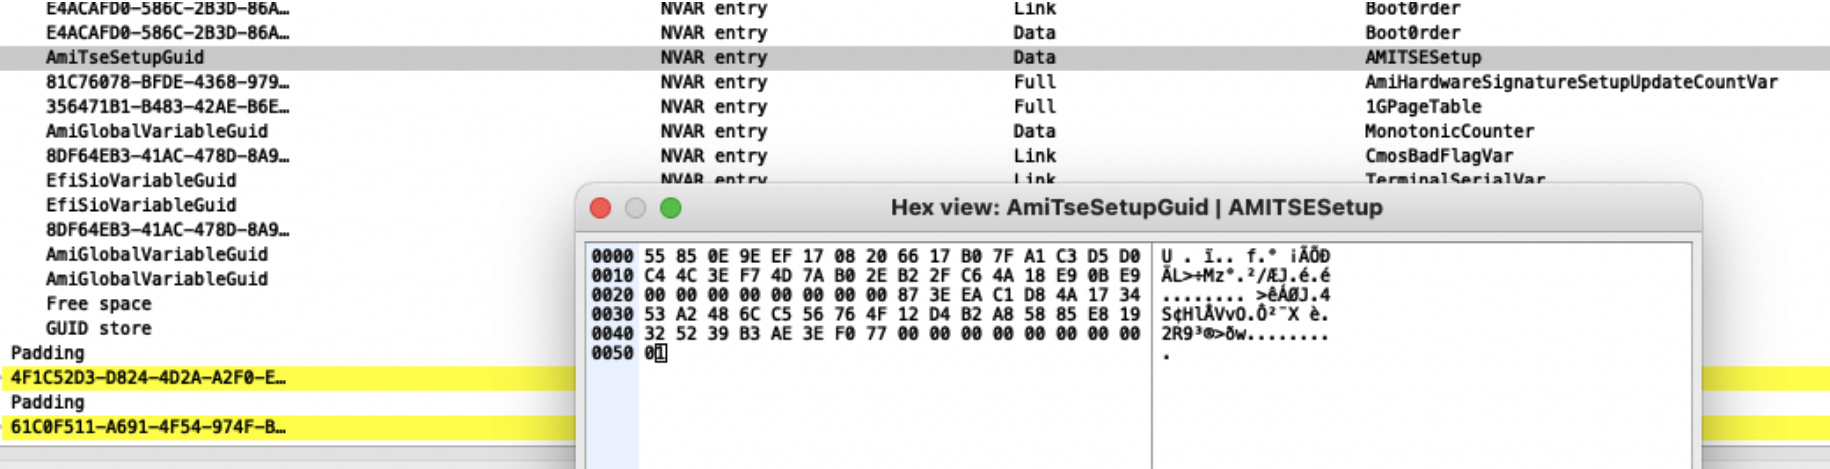 E4ACAFD0-586C-2B3D-86A… NVAR entry Link BootOrder
E4ACAFD0-586C-2B3D-86A… NVAR entry Data BootOrder
AmiTseSetupGuid NVAR entry Data AMITSESetup
81C76078-BFDE-4368-979… NVAR entry Full AmiHardwareSignatureSetupUpdateCountVar
356471B1-B483-42AE-B6E… NVAR entry Full 1GPageTable
AmiGlobalVariableGuid NVAR entry Data MonotonicCounter
8DF64EB3-41AC-478D-8A9… NVAR entry Link CmosBadFlagVar
EfiSioVariableGuid NVAR entry Link TerminalSerialVar
EfiSioVariableGuid
8DF64EB3-41AC-478D-8A9…
AmiGlobalVariableGuid
AmiGlobalVariableGuid
Free space
GUID store
Padding
4F1C52D3-D824-4D2A-A2F0-E…
Padding
61C0F511-A691-4F54-974F-B…
Hex view: AmiTseSetupGuid | AMITSESetup
0000 55 85 0E 9E EF 17 08 20 66 17 B0 7F A1 C3 D5 D0 U . ï.. f.° ¡ÃÕÐ
0010 C4 4C 3E F7 4D 7A B0 2E B2 2F C6 4A 18 E9 0B E9 ÄL>÷Mz°.²/ÆJ.é.é
0020 00 00 00 00 00 00 00 00 87 3E EA C1 D8 4A 17 34 ........ >êÁØJ.4
0030 53 A2 48 6C C5 56 76 4F 12 D4 B2 A8 58 85 E8 19 S¢HlÅVvO.Ô²¨X è.
0040 32 52 39 B3 AE 3E F0 77 00 00 00 00 00 00 00 00 2R9³®>ðw........
0050 01 .